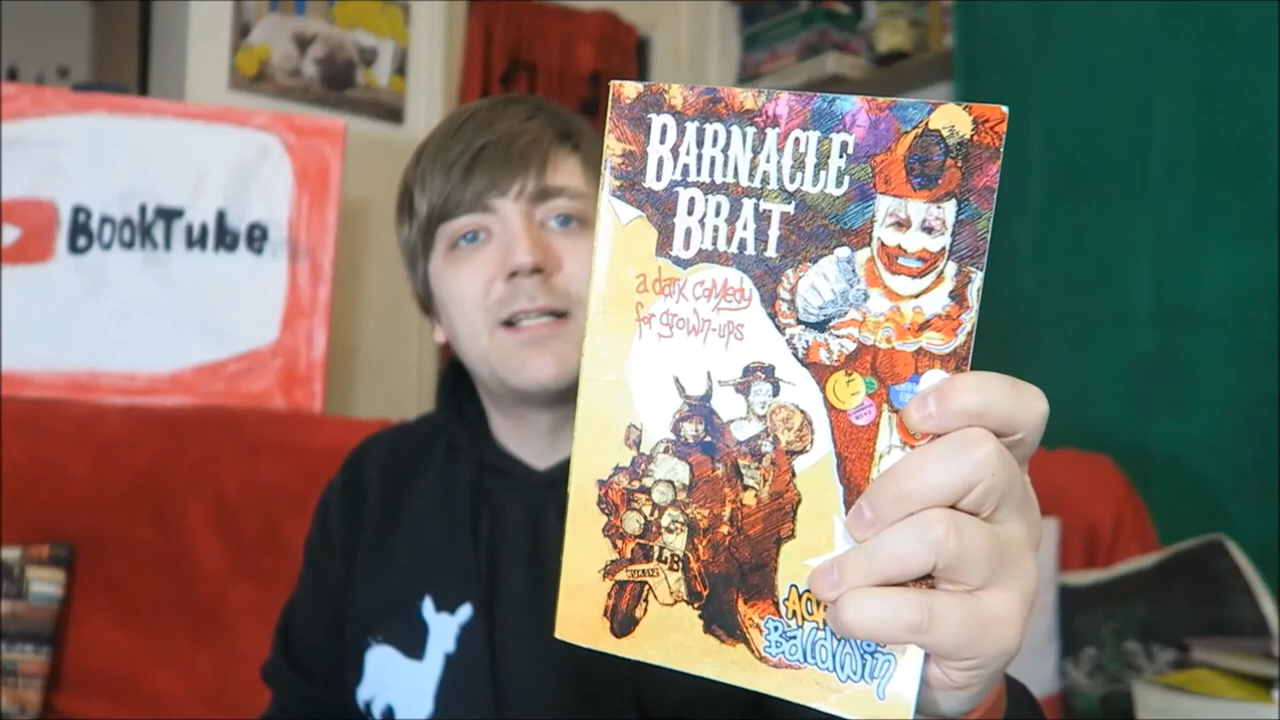 BookTube
BARNACLE
BRAT
a dark comedy
for grown-ups
LB
Baldwin